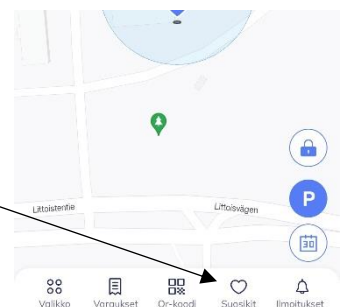 P
Littoistentie Littoisvägen
30
Valikko Varaukset Qr-koodi Suosikit Ilmoitukset